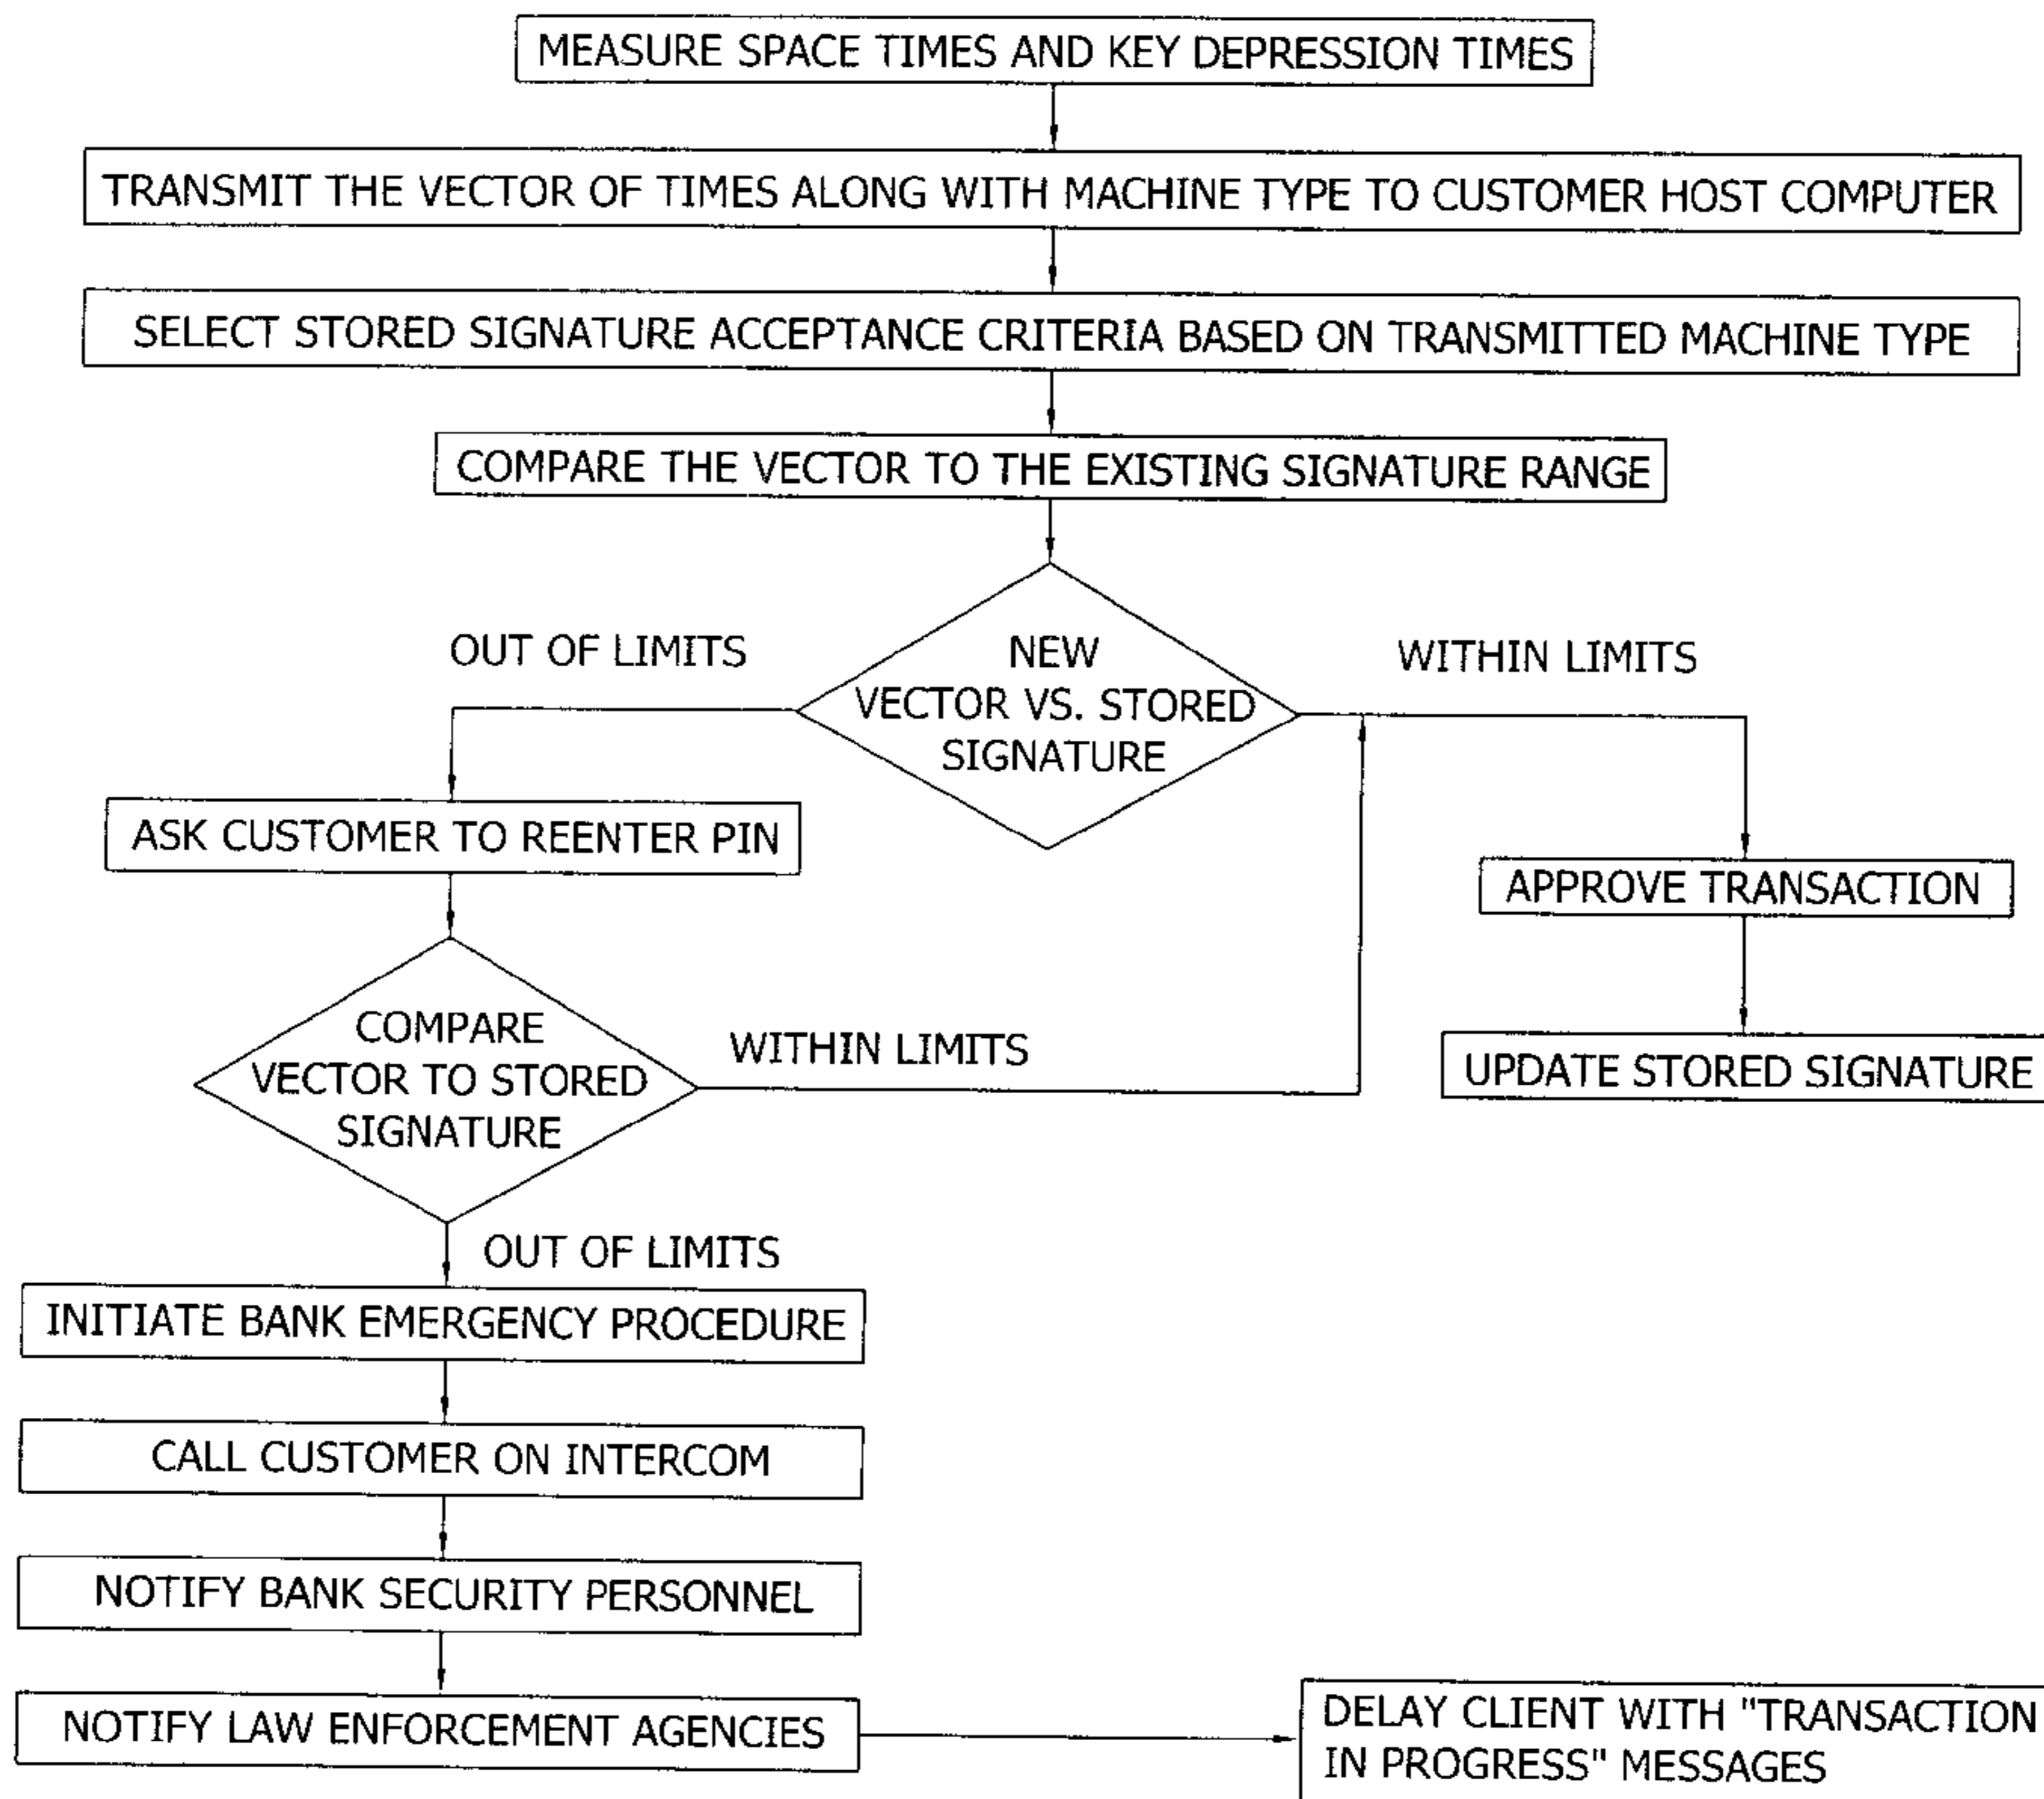 MEASURE SPACE TIMES AND KEY DEPRESSION TIMES
TRANSMIT THE VECTOR OF TIMES ALONG WITH MACHINE TYPE TO CUSTOMER HOST COMPUTER
SELECT STORED SIGNATURE ACCEPTANCE CRITERIA BASED ON TRANSMITTED MACHINE TYPE
COMPARE THE VECTOR TO THE EXISTING SIGNATURE RANGE
OUT OF LIMITS
NEW
VECTOR VS. STORED
SIGNATURE
WITHIN LIMITS
ASK CUSTOMER TO REENTER PIN
APPROVE TRANSACTION
COMPARE
VECTOR TO STORED
SIGNATURE
WITHIN LIMITS
UPDATE STORED SIGNATURE
OUT OF LIMITS
INITIATE BANK EMERGENCY PROCEDURE
CALL CUSTOMER ON INTERCOM
NOTIFY BANK SECURITY PERSONNEL
NOTIFY LAW ENFORCEMENT AGENCIES
DELAY CLIENT WITH "TRANSACTION
IN PROGRESS" MESSAGES